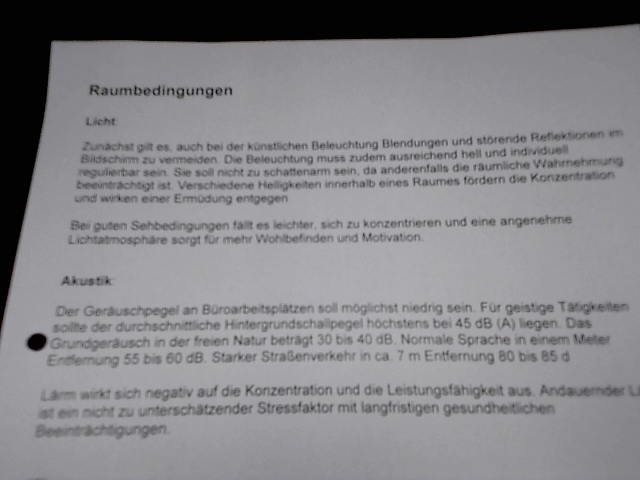 Raumbedingungen
Licht:
Zunächst gilt es, auch bei der künstlichen Beleuchtung Blendungen und störende Reflektionen im
Bildschirm zu vermeiden. Die Beleuchtung muss zudem ausreichend hell und individuell
regulierbar sein. Sie soll nicht zu schattenarm sein, da anderenfalls die räumliche Wahrnehmung
beeinträchtigt ist. Verschiedene Helligkeiten innerhalb eines Raumes fördern die Konzentration
und wirken einer Ermüdung entgegen
Bei guten Sehbedingungen fällt es leichter, sich zu konzentrieren und eine angenehme
Lichtatmosphäre sorgt für mehr Wohlbefinden und Motivation.
Akustik:
Der Geräuschpegel an Büroarbeitsplätzen soll möglichst niedrig sein. Für geistige Tätigkeiten
sollte der durchschnittliche Hintergrundschallpegel höchstens bei 45 dB (A) liegen. Das
Grundgeräusch in der freien Natur beträgt 30 bis 40 dB. Normale Sprache in einem Meter
Entfernung 55 bis 60 dB. Starker Straßenverkehr in ca. 7 m Entfernung 80 bis 85 d
Lärm wirkt sich negativ auf die Konzentration und die Leistungsfähigkeit aus. Andauernder
ist ein nicht zu unterschätzender Stressfaktor mit langfristigen gesundheitlichen
Beeinträchtigungen.